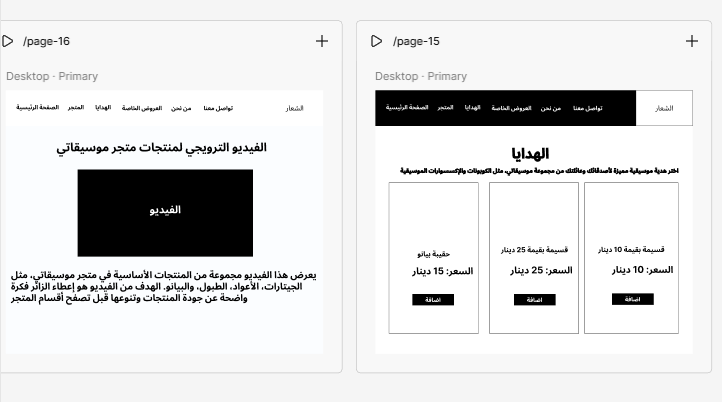 /page-16
Desktop · Primary
الشعار
تواصل معنا
من نحن
العروض الخاصة
الهدايا
المتجر
الصفحة الرئيسية
الفيديو الترويجي لمنتجات متجر موسيقاتي
الفيديو
يعرض هذا الفيديو مجموعة من المنتجات الأساسية في متجر موسيقاتي، مثل
الجيتارات، الأعواد، الطبول، والبيانو. الهدف من الفيديو هو إعطاء الزائر فكرة
واضحة عن جودة المنتجات وتنوعها قبل تصفح أقسام المتجر
/page-15
Desktop · Primary
الشعار
تواصل معنا
من نحن
العروض الخاصة
الهدايا
المتجر
الصفحة الرئيسية
الهدايا
اختر هدية موسيقية مميزة لأصدقائك وعائلتك من مجموعة موسيقاتي، مثل الكوبونات والإكسسوارات الموسيقية
قسيمة بقيمة 10 دينار
السعر: 10 دينار
اضافة
قسيمة بقيمة 25 دينار
السعر: 25 دينار
اضافة
حقيبة بيانو
السعر: 15 دينار
اضافة